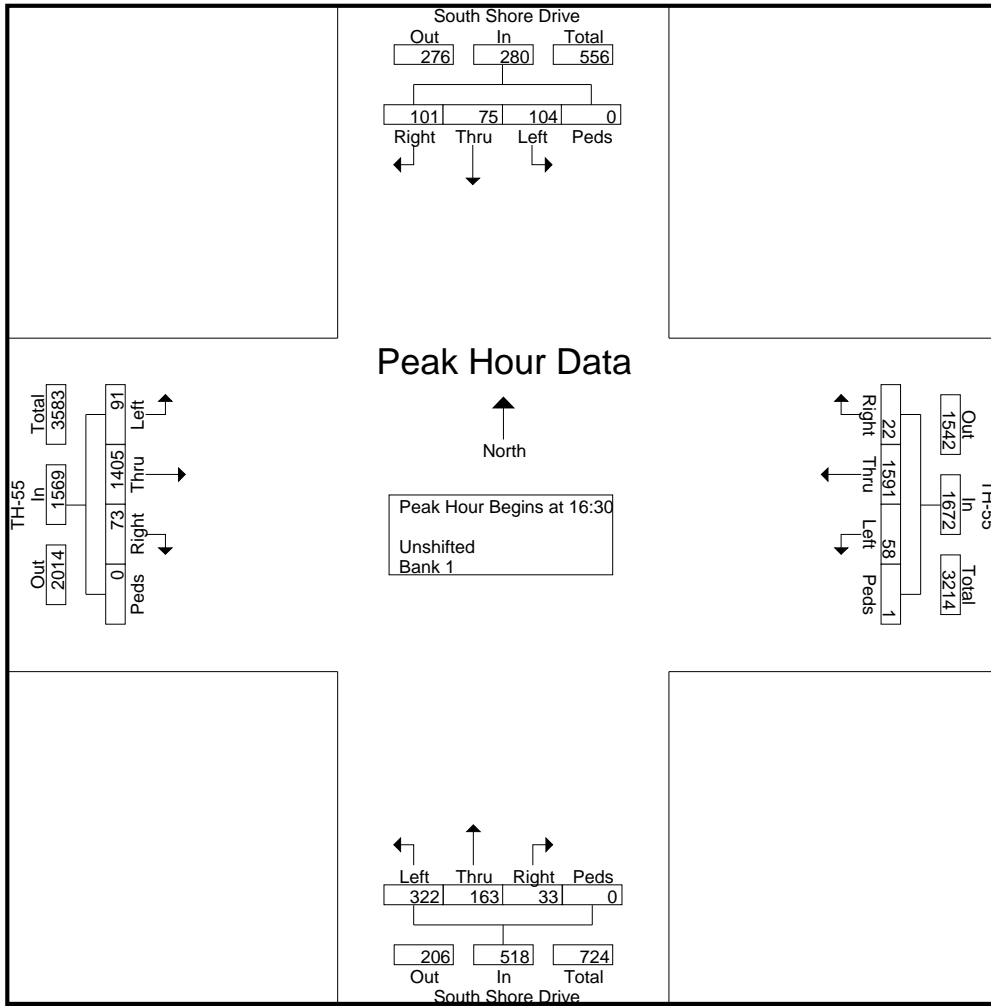 South Shore Drive
Out In Total
276 280 556
101 75 104 0
Right Thru Left Peds
Peak Hour Data
North
Peak Hour Begins at 16:30
Unshifted
Bank 1
TH-55
Total In Out
3583 1569 2014
91 1405 73 0
Left Thru Right Peds
TH-55
Out In Total
1542 1672 3214
22 1591 58 1
Right Thru Left Peds
Left Thru Right Peds
322 163 33 0
206 518 724
Out In Total
South Shore Drive